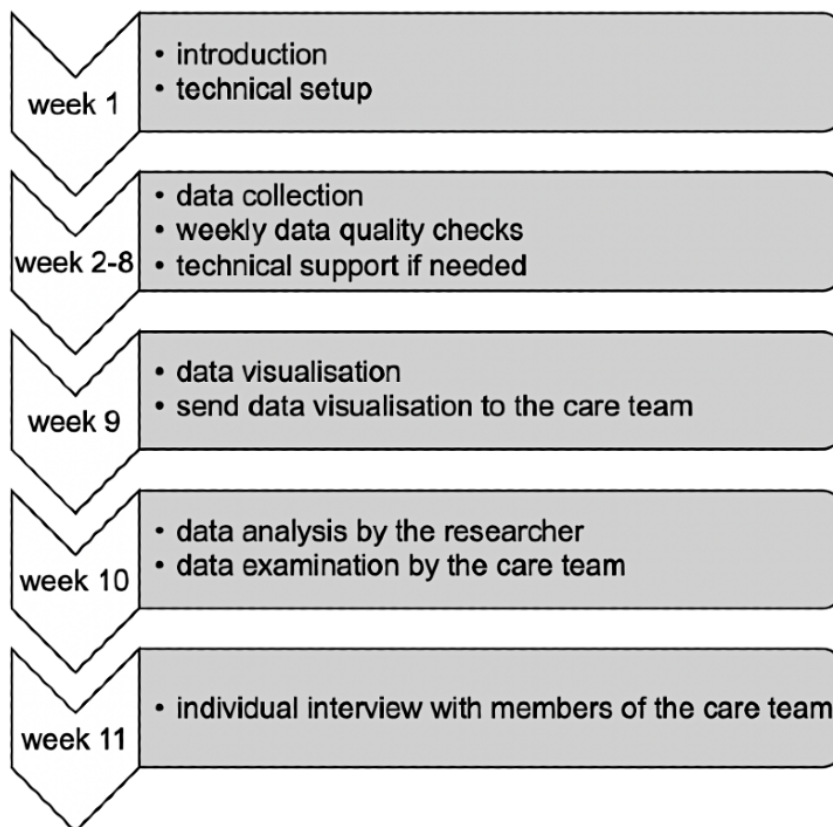 week 1
• introduction
• technical setup
week 2-8
• data collection
• weekly data quality checks
• technical support if needed
week 9
• data visualisation
• send data visualisation to the care team
week 10
• data analysis by the researcher
• data examination by the care team
week 11
• individual interview with members of the care team